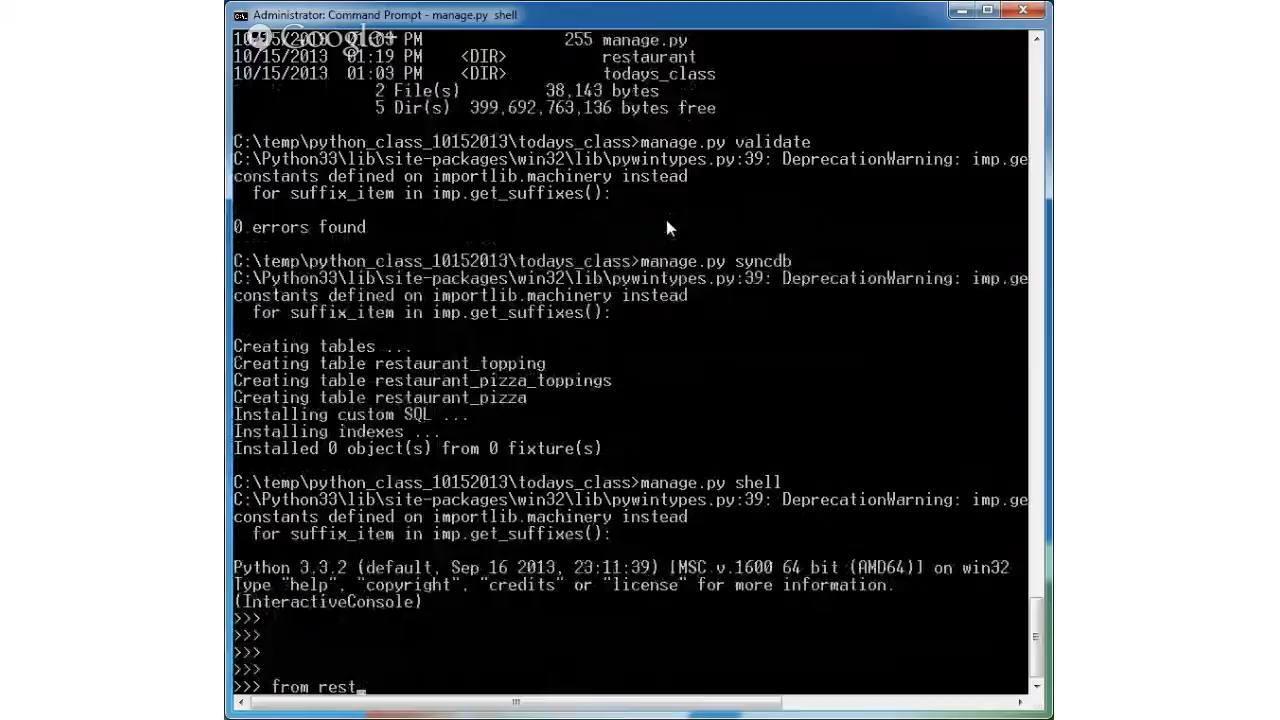 Administrator: Command Prompt - manage.py  shell
Google+
10/15/2013  01:03 PM               255 manage.py
10/15/2013  01:19 PM    <DIR>          restaurant
10/15/2013  01:03 PM    <DIR>          todays_class
               2 File(s)         38,143 bytes
               5 Dir(s)  399,692,763,136 bytes free
C:\temp\python_class_10152013\todays_class>manage.py validate
C:\Python33\lib\site-packages\win32\lib\pywintypes.py:39: DeprecationWarning: imp.ge
constants defined on importlib.machinery instead
  for suffix_item in imp.get_suffixes():
0 errors found
C:\temp\python_class_10152013\todays_class>manage.py syncdb
C:\Python33\lib\site-packages\win32\lib\pywintypes.py:39: DeprecationWarning: imp.ge
constants defined on importlib.machinery instead
  for suffix_item in imp.get_suffixes():
Creating tables ...
Creating table restaurant_topping
Creating table restaurant_pizza_toppings
Creating table restaurant_pizza
Installing custom SQL ...
Installing indexes ...
Installed 0 object(s) from 0 fixture(s)
C:\temp\python_class_10152013\todays_class>manage.py shell
C:\Python33\lib\site-packages\win32\lib\pywintypes.py:39: DeprecationWarning: imp.ge
constants defined on importlib.machinery instead
  for suffix_item in imp.get_suffixes():
Python 3.3.2 (default, Sep 16 2013, 23:11:39) [MSC v.1600 64 bit (AMD64)] on win32
Type "help", "copyright", "credits" or "license" for more information.
(InteractiveConsole)
>>>
>>>
>>>
>>>
>>> from rest_